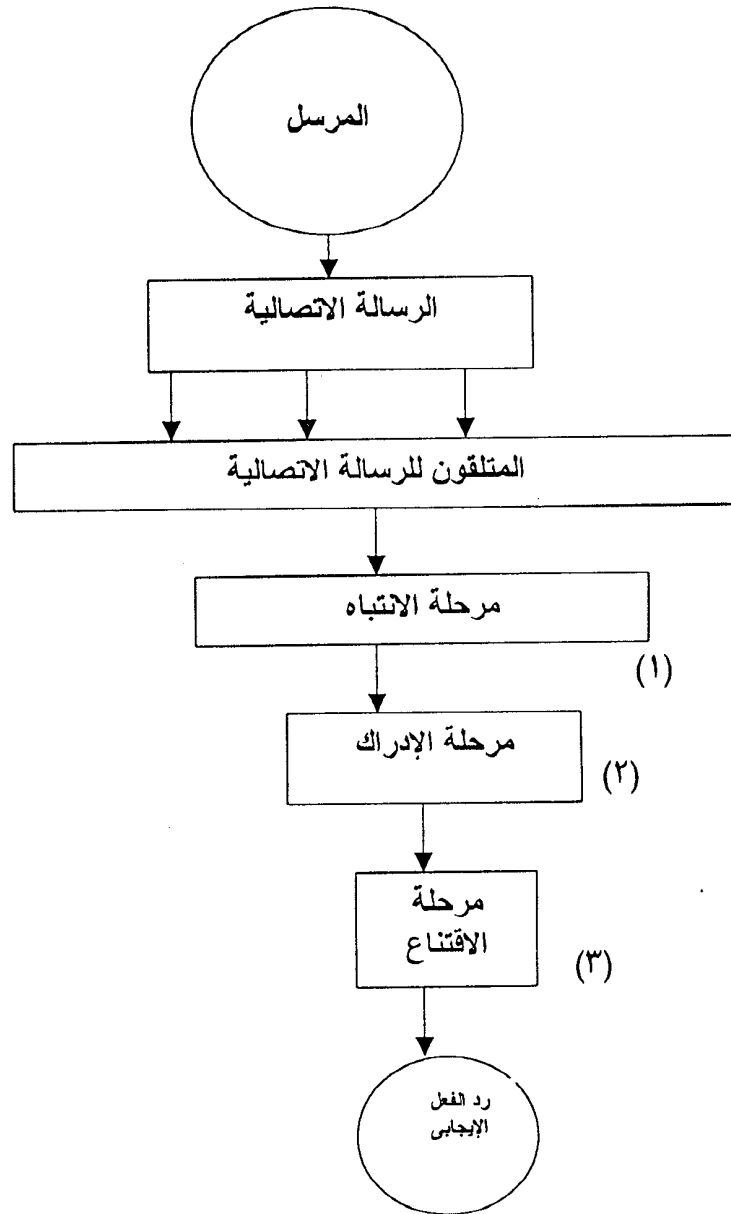 المرسل
الرسالة الاتصالية
المتلقون للرسالة الاتصالية
مرحلة الانتباه
(١)
مرحلة الإدراك
(٢)
مرحلة
الاقتناع
(٣)
رد الفعل
الإيجابى